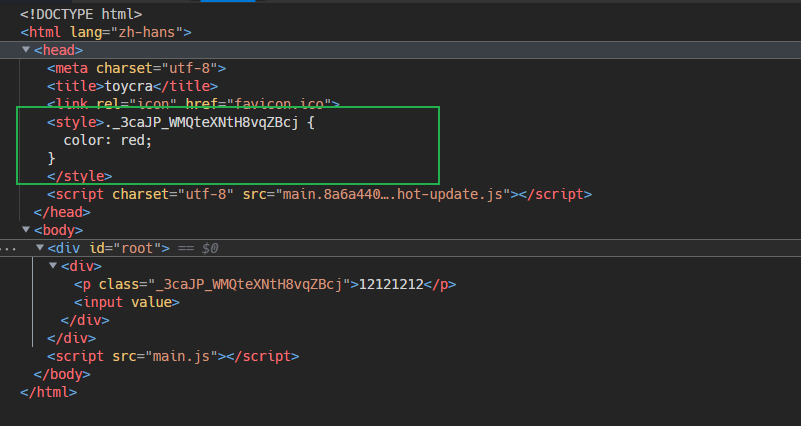 <!DOCTYPE html>
<html lang="zh-hans">
<head>
<meta charset="utf-8">
<title>toycra</title>
<link rel="icon" href="favicon.ico">
<style>._3caJP_WMQteXNtH8vqZBcj {
color: red;
}
</style>
<script charset="utf-8" src="main.8a6a440….hot-update.js"></script>
</head>
<body>
... <div id="root"> == $0
<div>
<p class="_3caJP_WMQteXNtH8vqZBcj">12121212</p>
<input value>
</div>
</div>
<script src="main.js"></script>
</body>
</html>